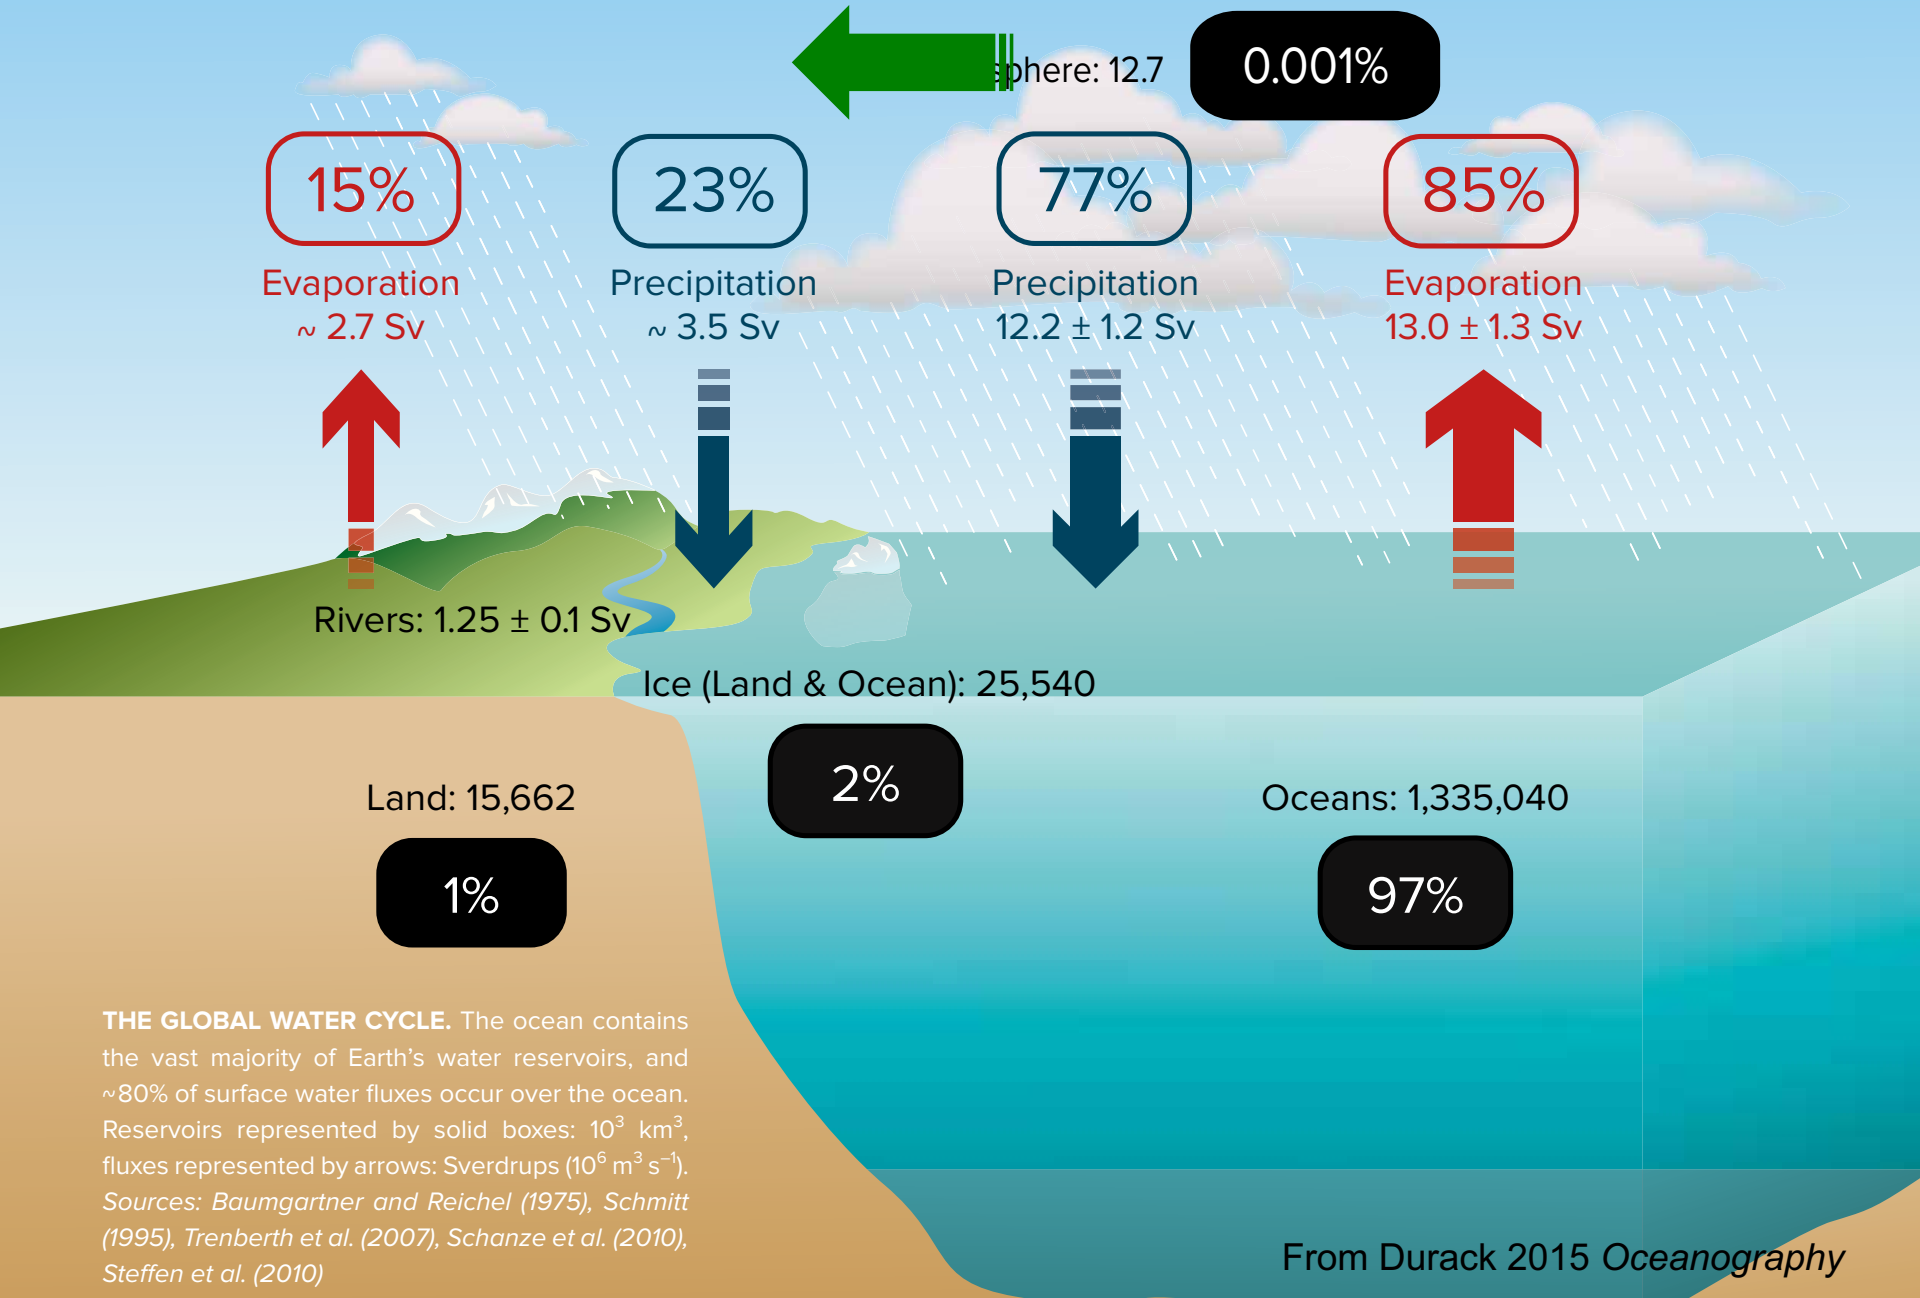 : 12.7
0.001%
15%
23%
77%
85%
Evaporation
~ 2.7 Sv
Precipitation
~ 3.5 Sv
Precipitation
12.2 ± 1.2 Sv
Evaporation
13.0 ± 1.3 Sv
Rivers: 1.25 ± 0.1 Sv
Ice (Land & Ocean): 25,540
2%
Land: 15,662
1%
Oceans: 1,335,040
97%
THE GLOBAL WATER CYCLE. The ocean contains
the vast majority of Earth's water reservoirs, and
~80% of surface water fluxes occur over the ocean.
Reservoirs represented by solid boxes: 10³ km³,
fluxes represented by arrows: Sverdrups (10⁶ m³ s⁻¹).
Sources: Baumgartner and Reichel (1975), Schmitt
(1995), Trenberth et al. (2007), Schanze et al. (2010),
Steffen et al. (2010)
From Durack 2015 Oceanography